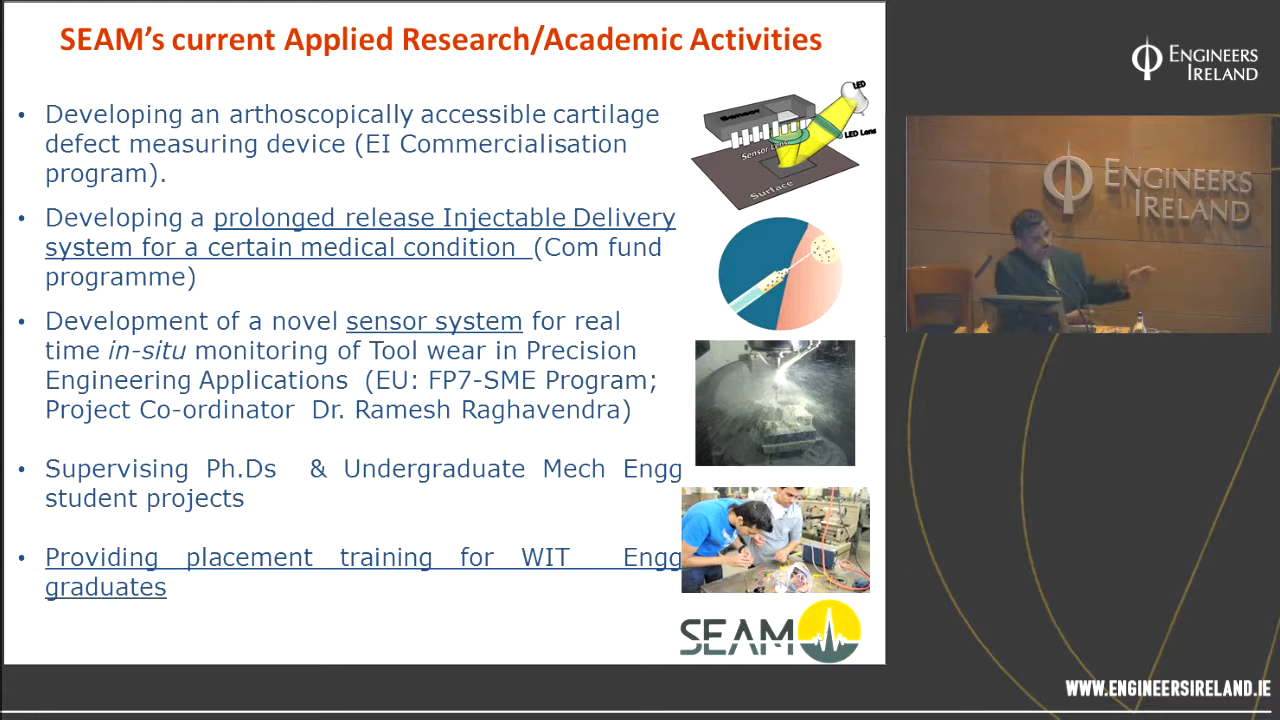 SEAM's current Applied Research/Academic Activities
• Developing an arthoscopically accessible cartilage
defect measuring device (EI Commercialisation
program).
• Developing a prolonged release Injectable Delivery
system for a certain medical condition (Com fund
programme)
• Development of a novel sensor system for real
time in-situ monitoring of Tool wear in Precision
Engineering Applications (EU: FP7-SME Program;
Project Co-ordinator Dr. Ramesh Raghavendra)
• Supervising Ph.Ds & Undergraduate Mech Engg
student projects
• Providing placement training for WIT Engg
graduates
LED
Sensor
LED Lens
Sensor Lens
Surface
SEAM
ENGINEERS
IRELAND
ENGINEERS
IRELAND
WWW.ENGINEERSIRELAND.IE